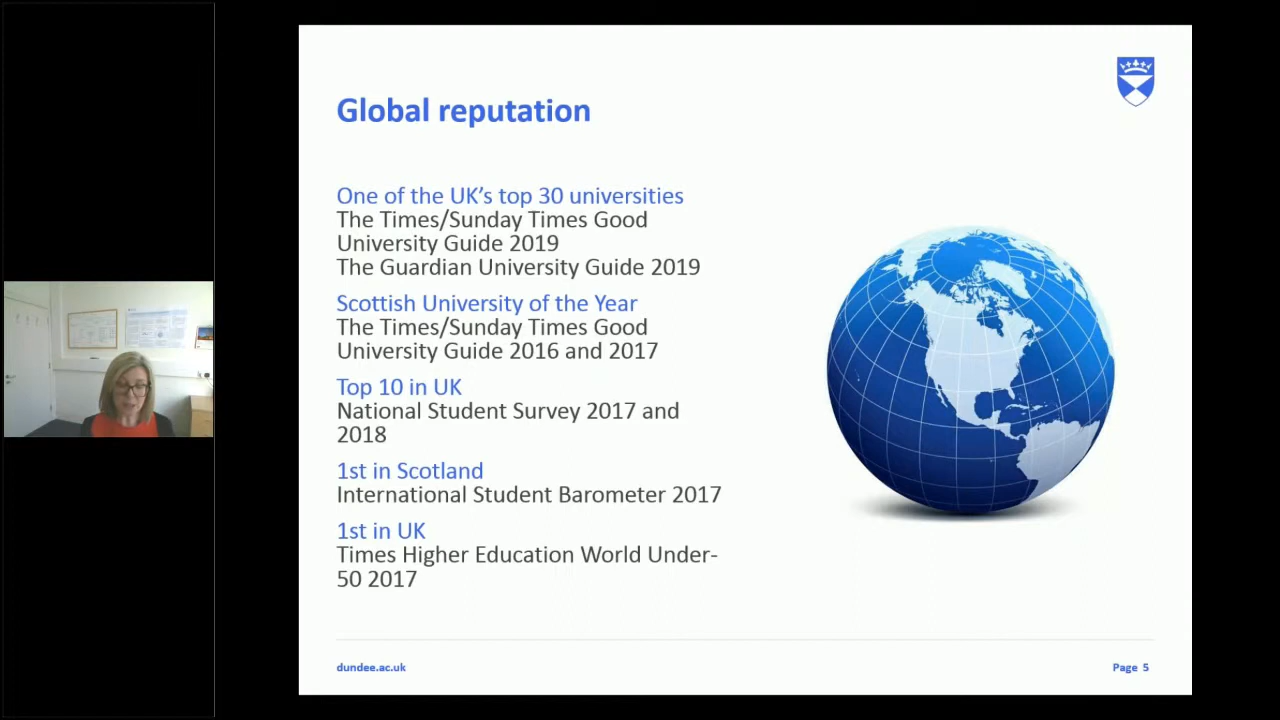 Global reputation
One of the UK's top 30 universities
The Times/Sunday Times Good
University Guide 2019
The Guardian University Guide 2019
Scottish University of the Year
The Times/Sunday Times Good
University Guide 2016 and 2017
Top 10 in UK
National Student Survey 2017 and
2018
1st in Scotland
International Student Barometer 2017
1st in UK
Times Higher Education World Under-
50 2017
dundee.ac.uk
Page 5